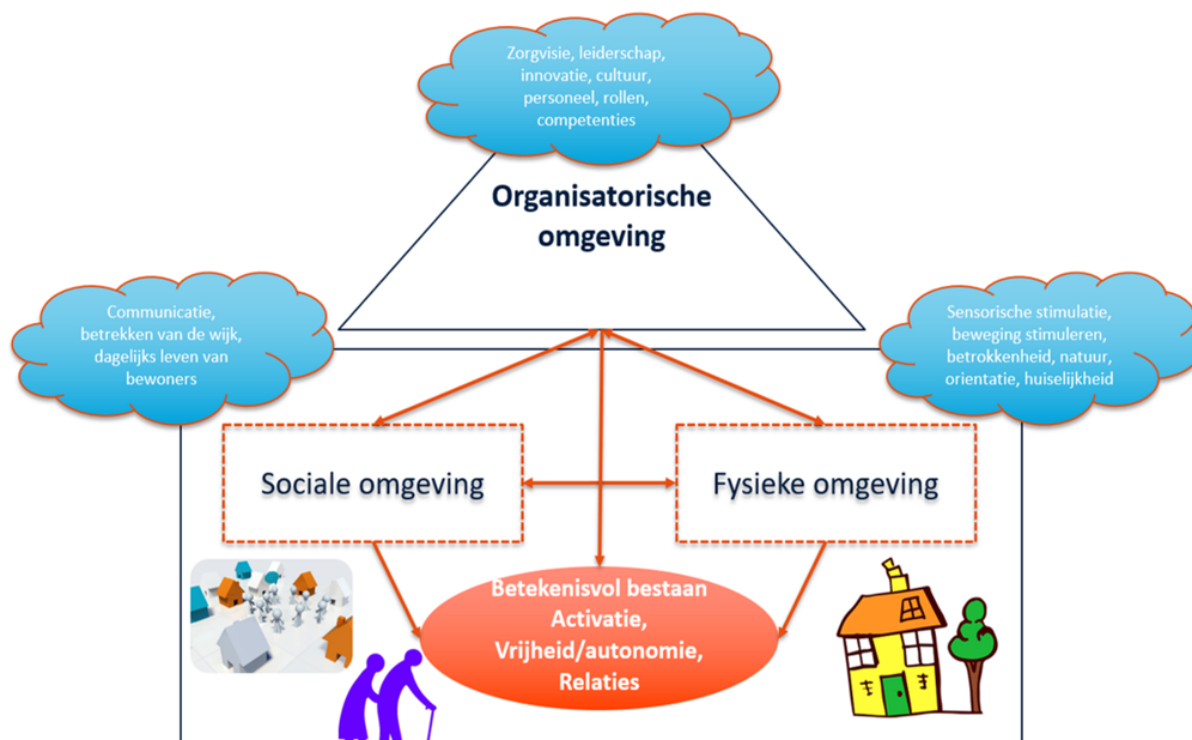 Zorgvisie, leiderschap,
innovatie, cultuur,
personeel, rollen,
competenties
Organisatorische
omgeving
Communicatie,
betrekken van de wijk,
dagelijks leven van
bewoners
Sensorische stimulatie,
beweging stimuleren,
betrokkenheid, natuur,
orientatie, huiselijkheid
Sociale omgeving
Fysieke omgeving
Betekenisvol bestaan
Activatie,
Vrijheid/autonomie,
Relaties